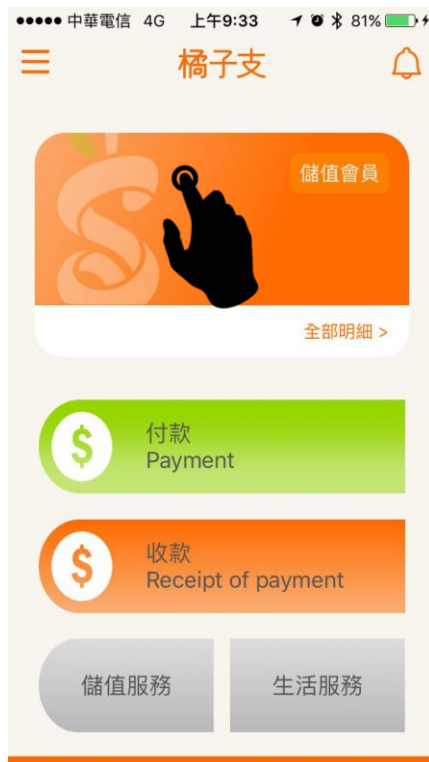 ●●●●● 中華電信 4G 上午9:33 81%
橘子支
儲值會員
全部明細 >
付款
Payment
收款
Receipt of payment
儲值服務 生活服務